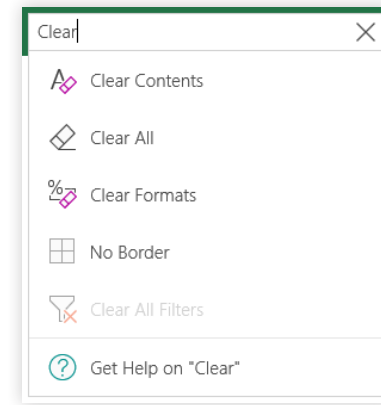 Clear
Clear Contents
Clear All
Clear Formats
No Border
Clear All Filters
Get Help on "Clear"